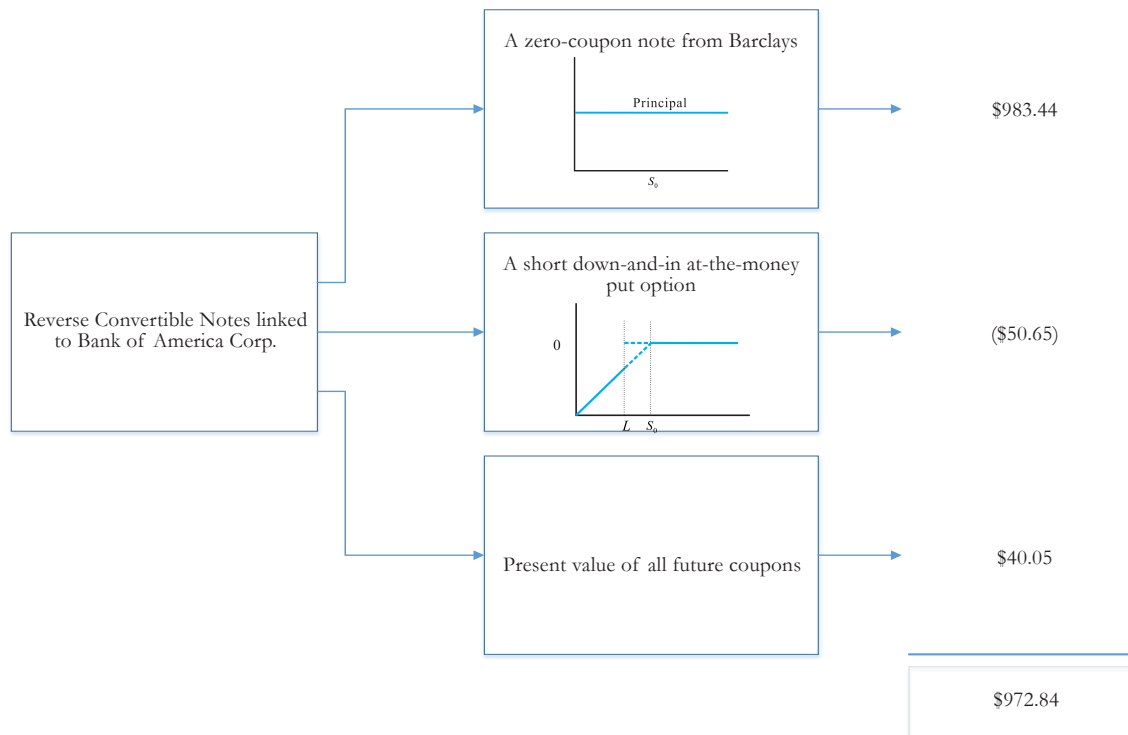 A zero-coupon note from Barclays
Principal
S₀
$983.44
Reverse Convertible Notes linked
to Bank of America Corp.
A short down-and-in at-the-money
put option
0
L S₀
($50.65)
Present value of all future coupons
$40.05
$972.84